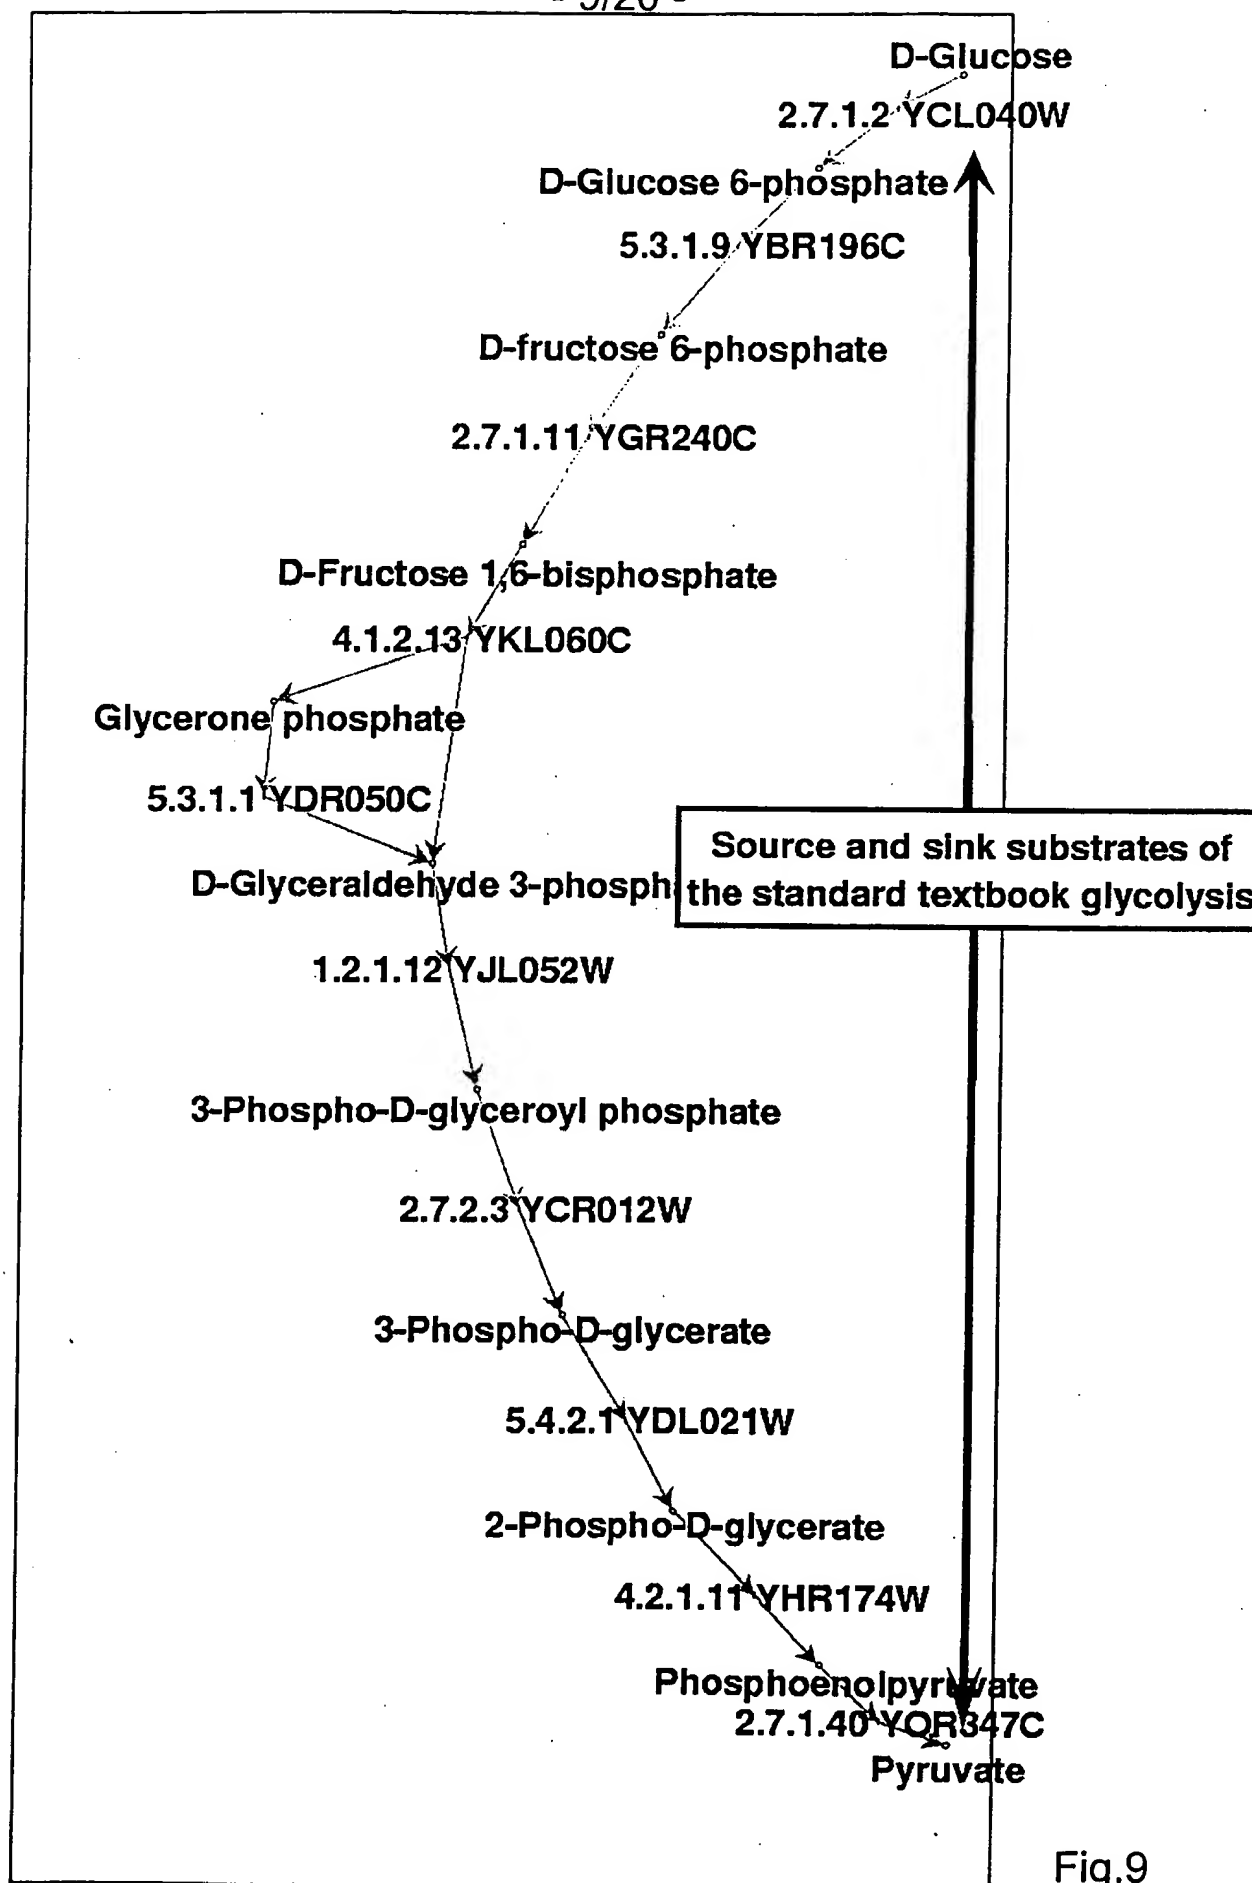 - 9/26 -
D-Glucose
2.7.1.2 YCL040W
D-Glucose 6-phosphate
5.3.1.9 YBR196C
D-fructose 6-phosphate
2.7.1.11 YGR240C
D-Fructose 1,6-bisphosphate
4.1.2.13 YKL060C
Glycerone phosphate
5.3.1.1 YDR050C
Source and sink substrates of
D-Glyceraldehyde 3-phosph
the standard textbook glycolysis
1.2.1.12 YJL052W
3-Phospho-D-glyceroyl phosphate
2.7.2.3 YCR012W
3-Phospho-D-glycerate
5.4.2.1 YDL021W
2-Phospho-D-glycerate
4.2.1.11 YHR174W
Phosphoenolpyruvate
2.7.1.40 YOR347C
Pyruvate
Fig.9